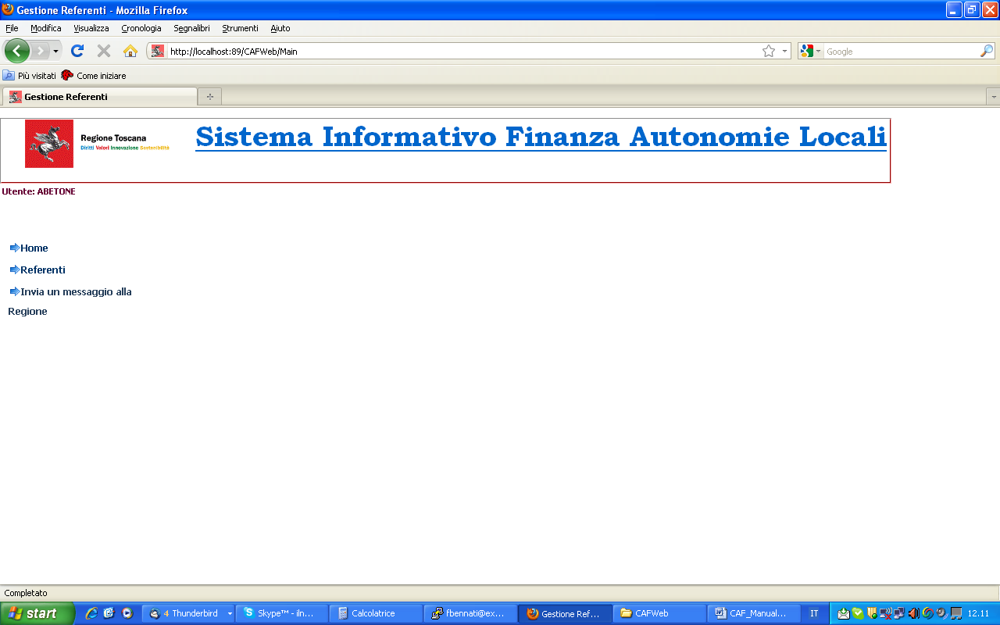 Gestione Referenti - Mozilla Firefox
File Modifica Visualizza Cronologia Segnalibri Strumenti Aiuto
http://localhost:89/CAFWeb/Main
Google
Più visitati Come iniziare
Gestione Referenti
Regione Toscana
Diritti Valori Innovazione Sostenibilità
Sistema Informativo Finanza Autonomie Locali
Utente: ABETONE
Home
Referenti
Invia un messaggio alla
Regione
Completato
start 4 Thunderbird Skype™ - iln... Calcolatrice fbennati@ex... Gestione Ref... CAFWeb CAF_Manual... IT 12.11